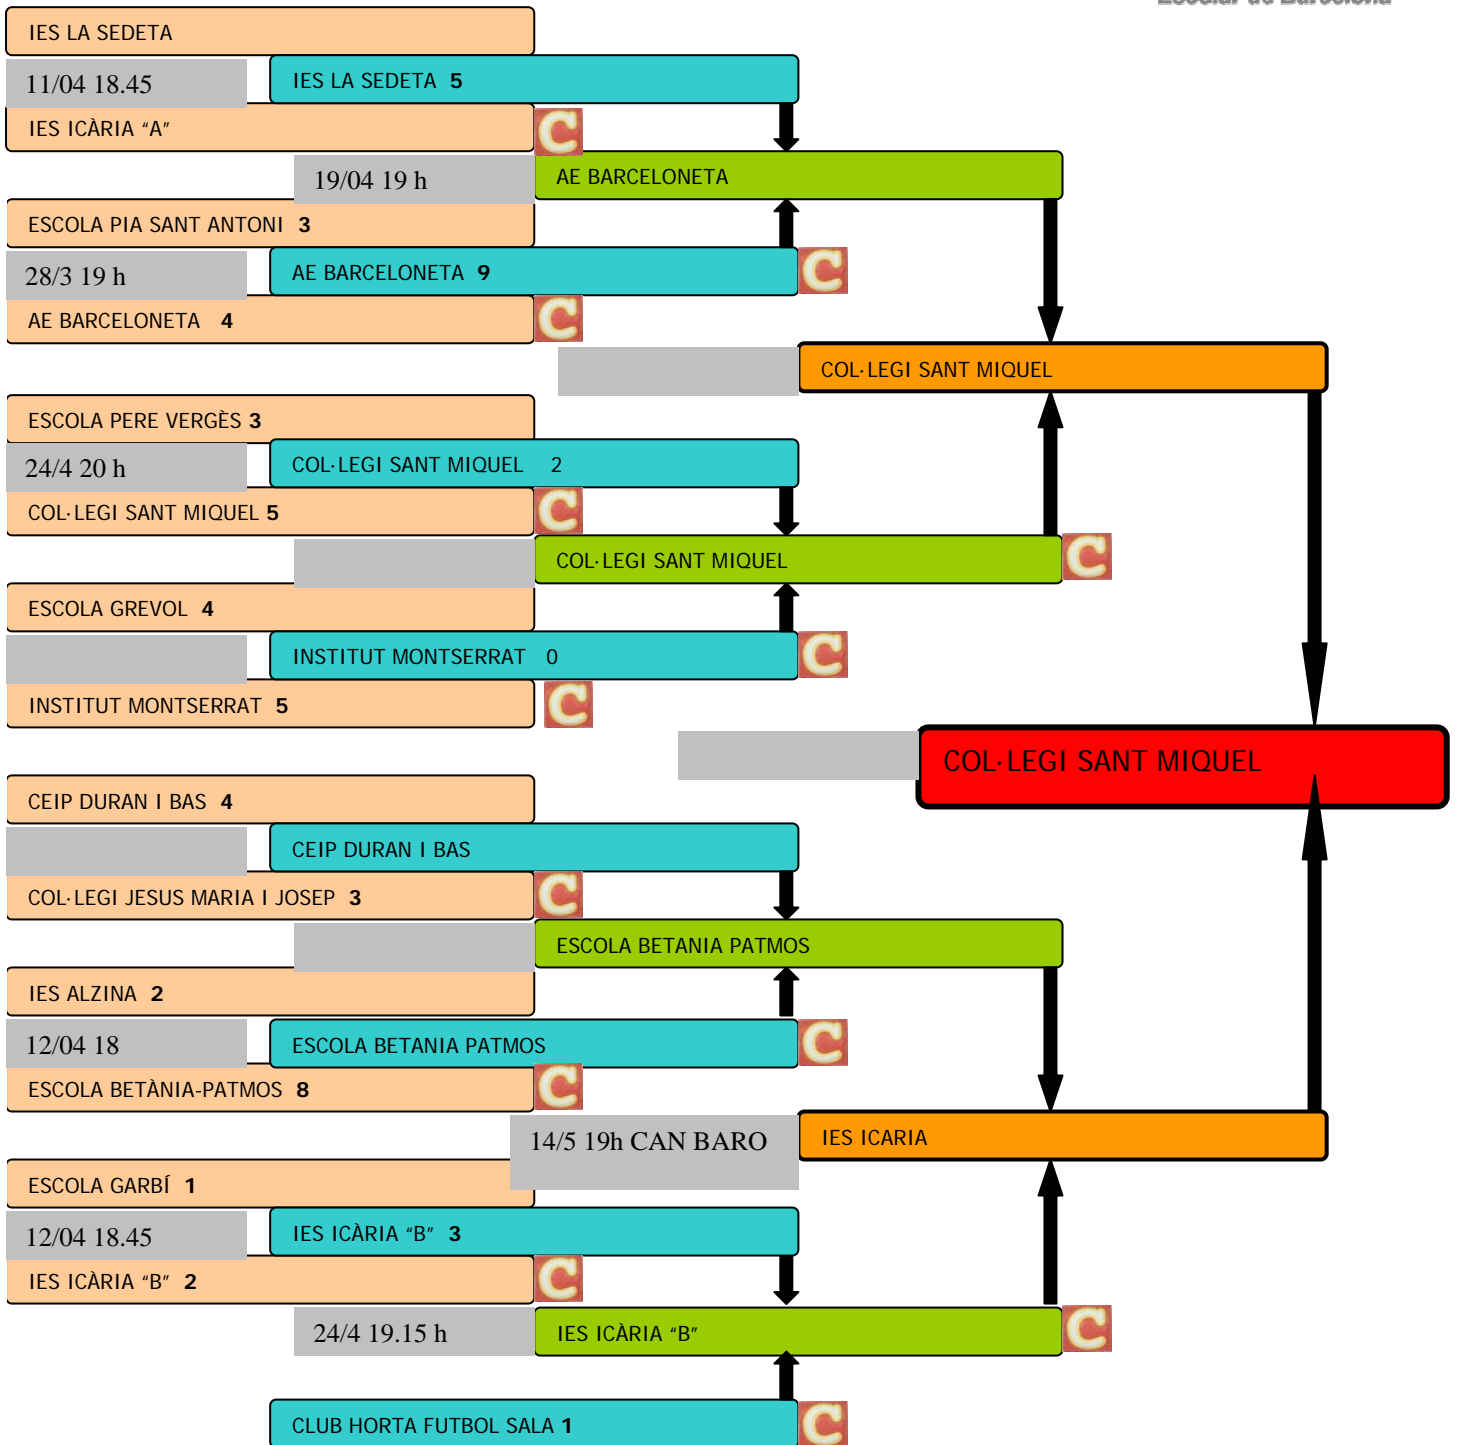 Escolar de Barcelona
IES LA SEDETA
11/04 18.45
IES LA SEDETA 5
IES ICÀRIA “A”
C
19/04 19 h
AE BARCELONETA
ESCOLA PIA SANT ANTONI 3
28/3 19 h
AE BARCELONETA 9
C
AE BARCELONETA 4
C
COL·LEGI SANT MIQUEL
ESCOLA PERE VERGÈS 3
24/4 20 h
COL·LEGI SANT MIQUEL 2
COL·LEGI SANT MIQUEL 5
C
COL·LEGI SANT MIQUEL
C
ESCOLA GREVOL 4
INSTITUT MONTSERRAT 0
C
INSTITUT MONTSERRAT 5
C
COL·LEGI SANT MIQUEL
CEIP DURAN I BAS 4
CEIP DURAN I BAS
COL·LEGI JESUS MARIA I JOSEP 3
C
ESCOLA BETANIA PATMOS
IES ALZINA 2
12/04 18
ESCOLA BETANIA PATMOS
C
ESCOLA BETÀNIA-PATMOS 8
C
14/5 19h CAN BARO
IES ICARIA
ESCOLA GARBÍ 1
12/04 18.45
IES ICÀRIA “B” 3
IES ICÀRIA “B” 2
C
24/4 19.15 h
IES ICÀRIA “B”
C
CLUB HORTA FUTBOL SALA 1
C